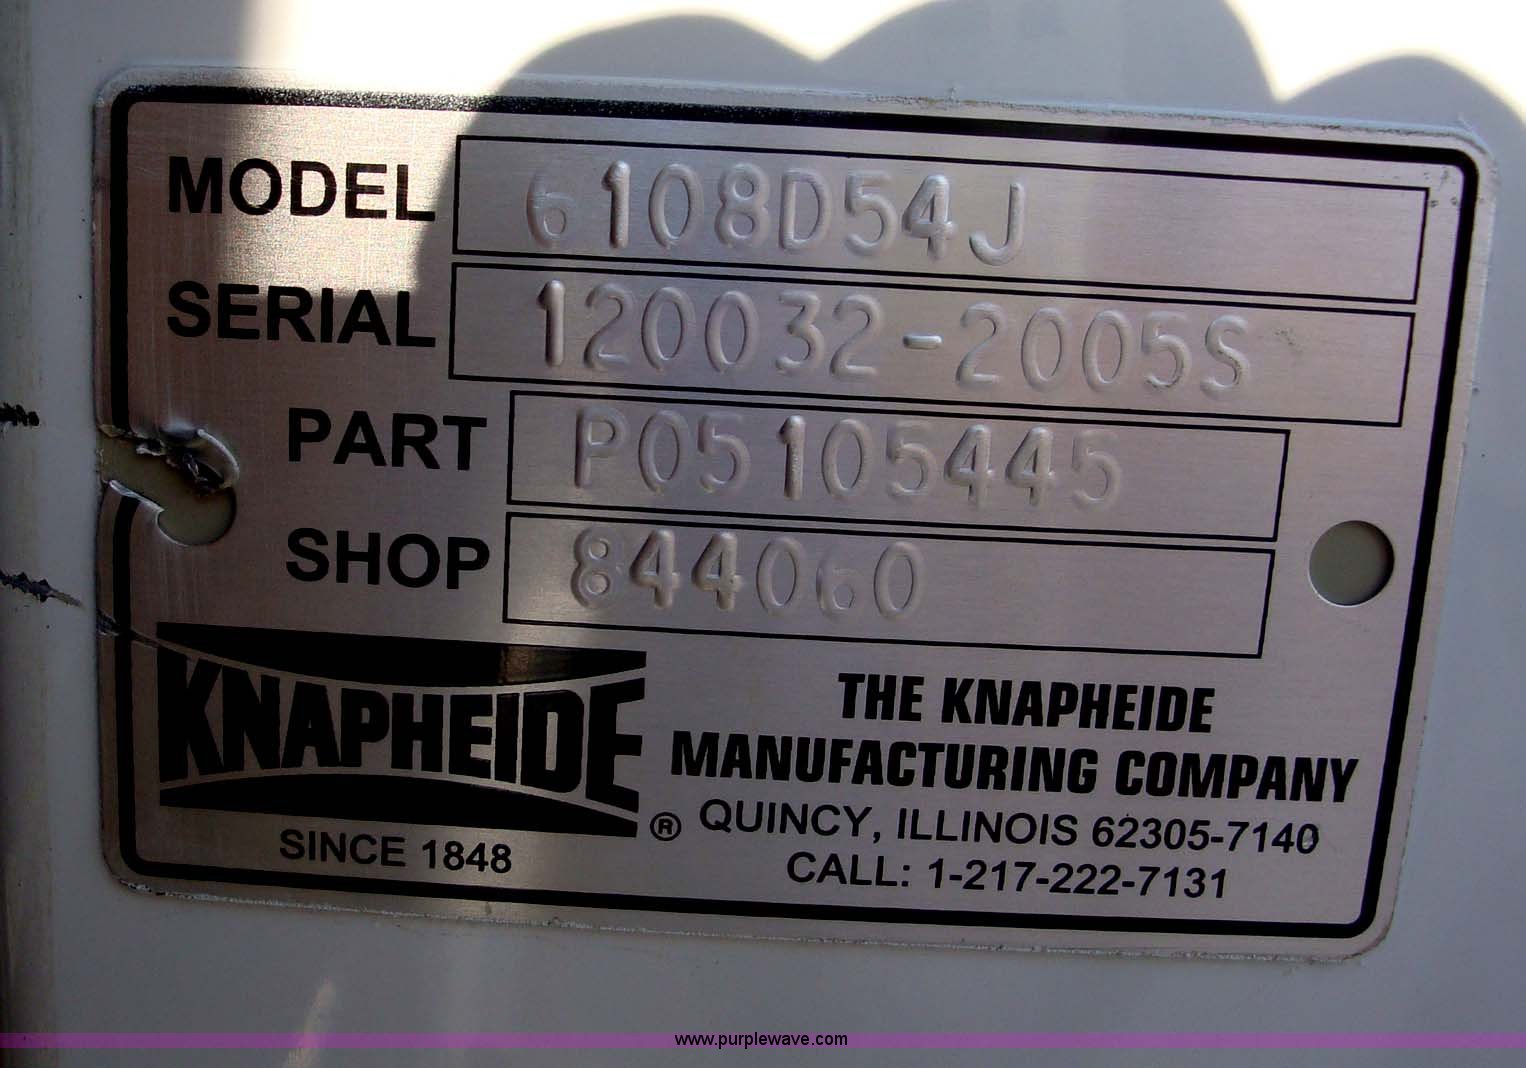 MODEL 6108D54J
SERIAL 120032-2005S
PART P05105445
SHOP 844060
KNAPHEIDE ®
SINCE 1848
THE KNAPHEIDE
MANUFACTURING COMPANY
QUINCY, ILLINOIS 62305-7140
CALL: 1-217-222-7131
www.purplewave.com